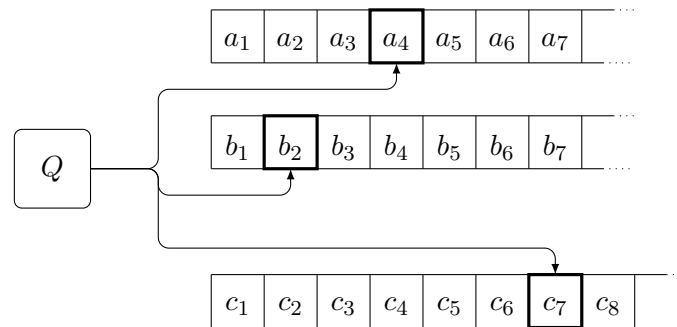 a₁ a₂ a₃ a₄ a₅ a₆ a₇
b₁ b₂ b₃ b₄ b₅ b₆ b₇
Q
c₁ c₂ c₃ c₄ c₅ c₆ c₇ c₈